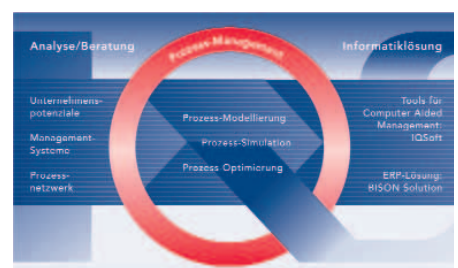 Prozess-Management
Analyse/Beratung
Informatiklösung
Unternehmens-
potenziale
Management-
Systeme
Prozess-
netzwerk
Prozess-Modellierung
Prozess-Simulation
Prozess Optimierung
Tools für
Computer Aided
Management:
IQSoft
ERP-Lösung:
BISON Solution